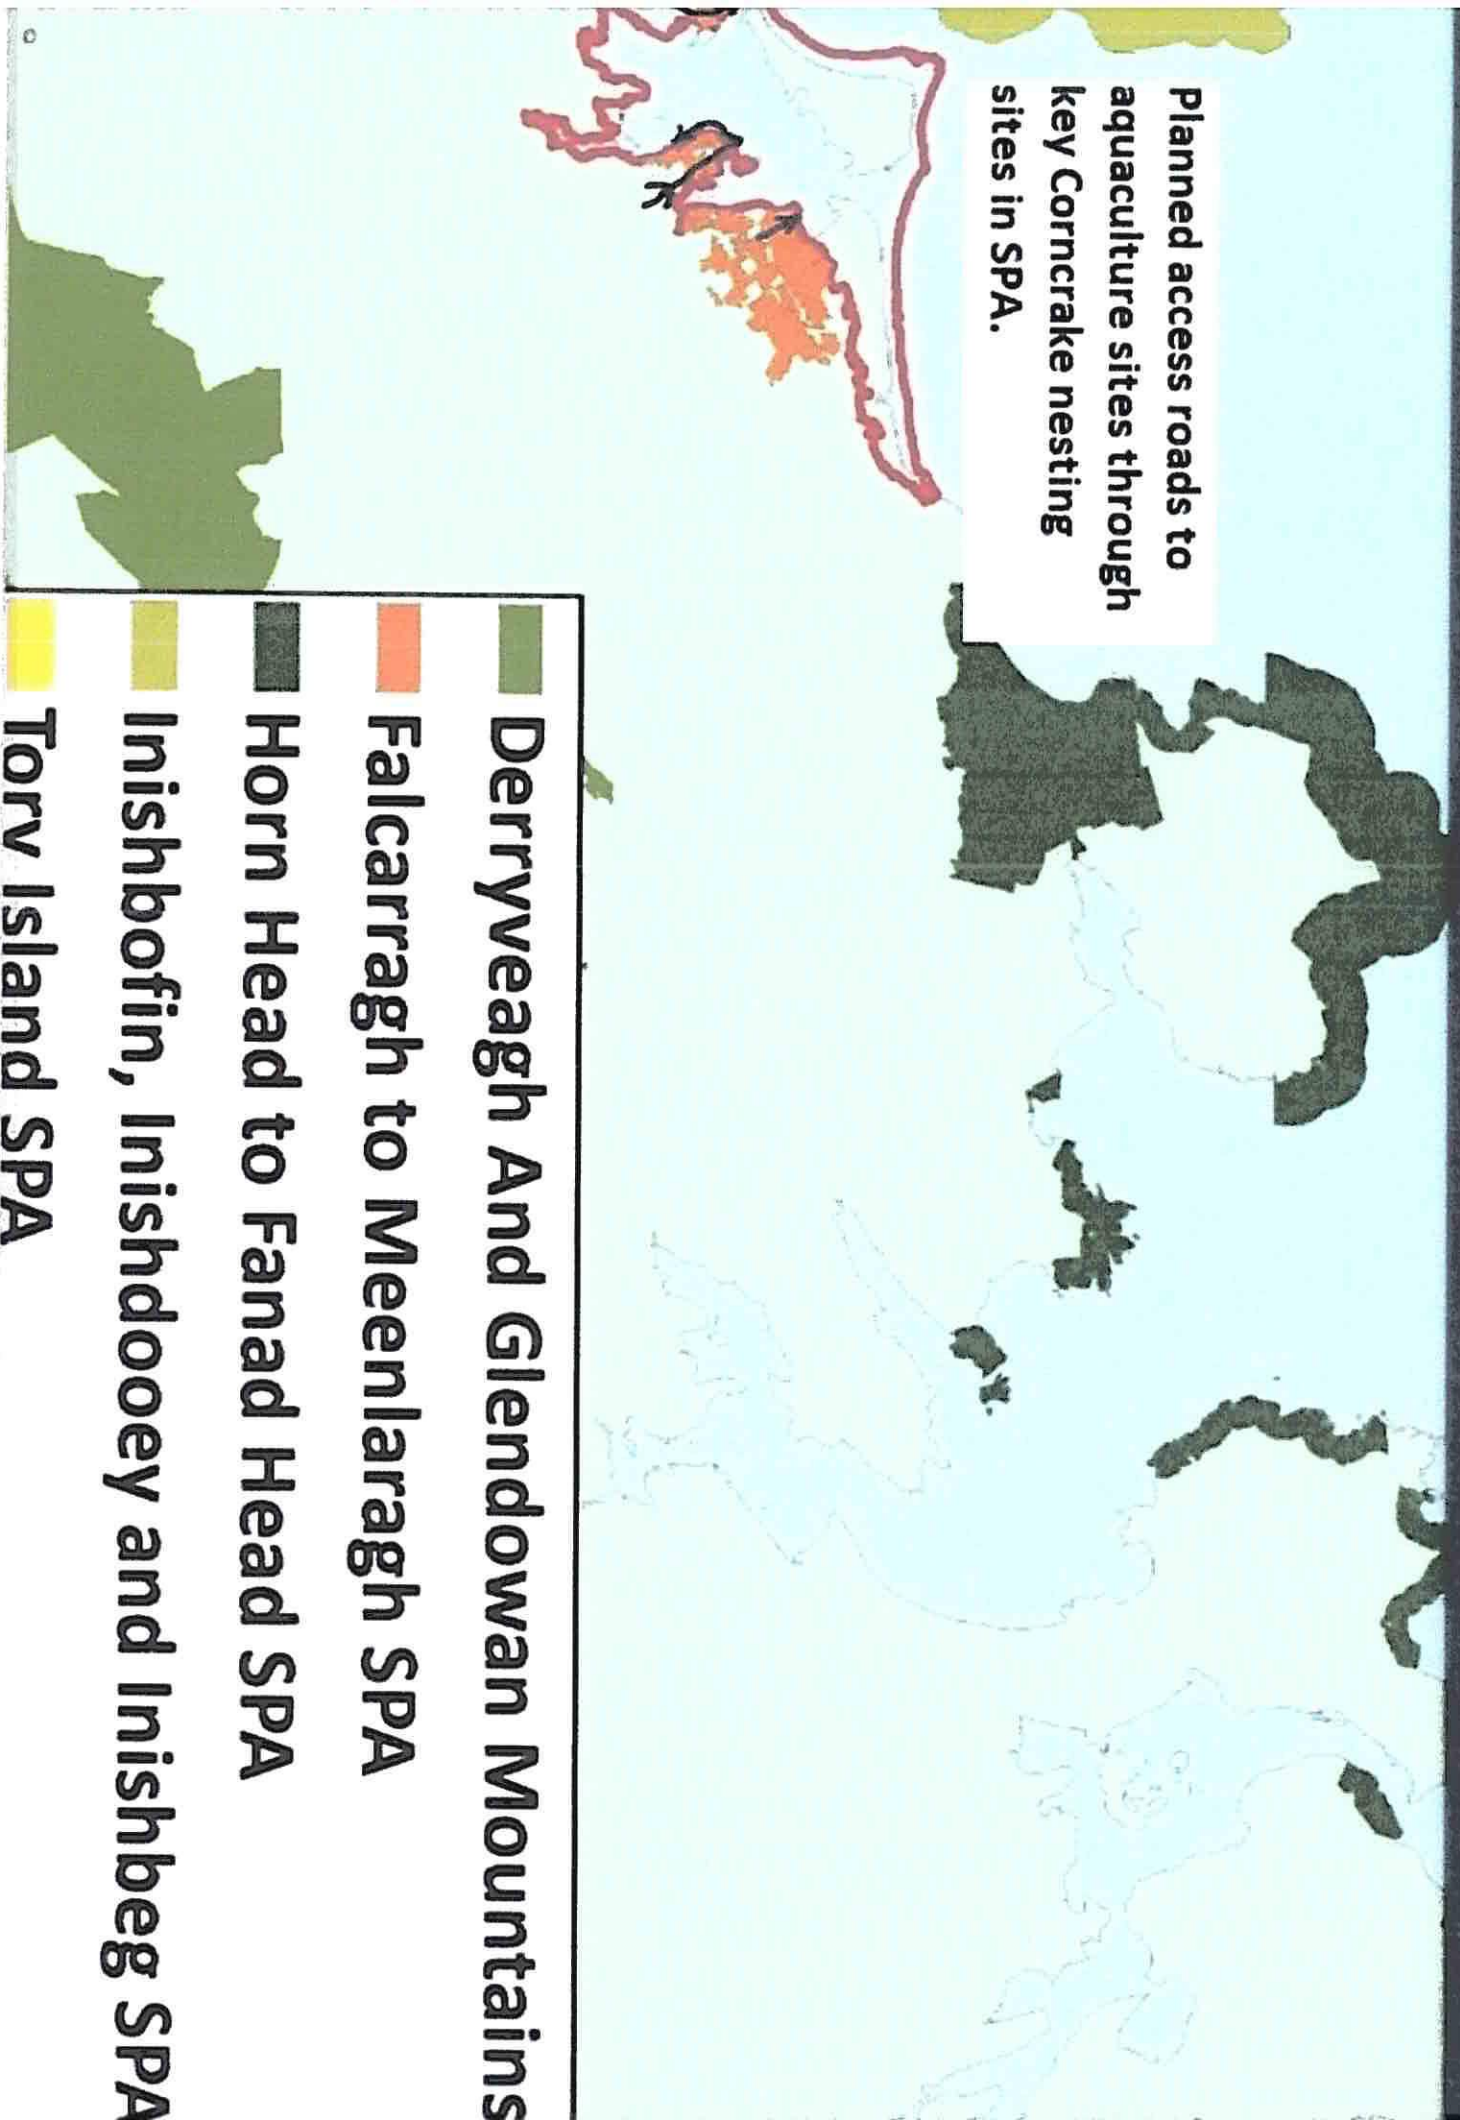 Planned access roads to
aquaculture sites through
key Corncrake nesting
sites in SPA.
Derryveagh And Glendowan Mountains
Falcarragh to Meenlaragh SPA
Horn Head to Fanad Head SPA
Inishbofin, Inishdooey and Inishbeg SPA
Tory Island SPA